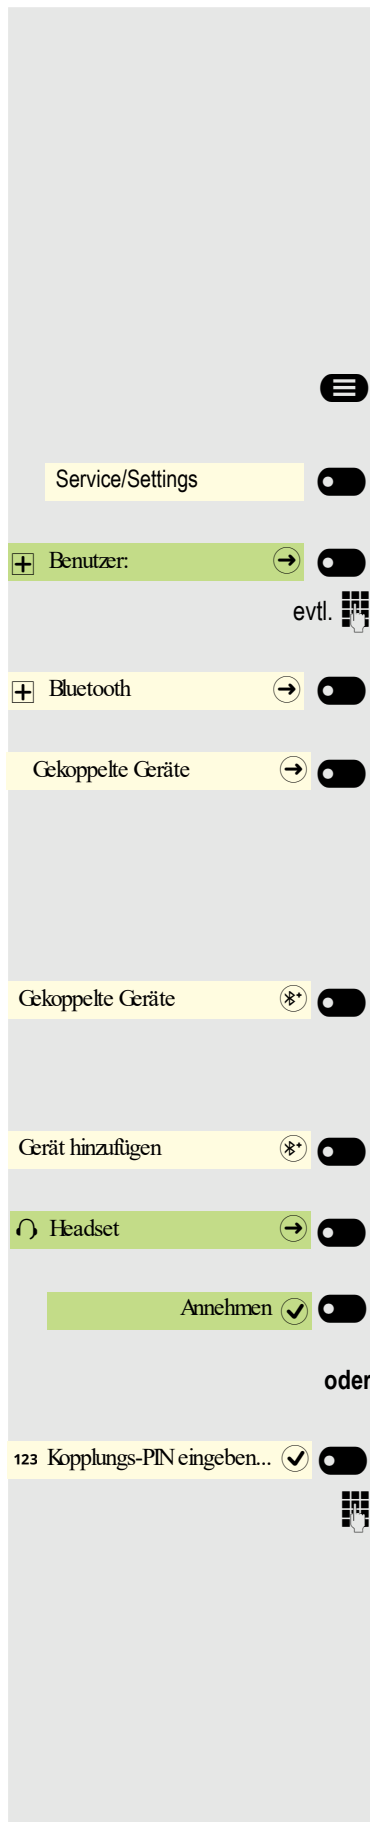 Service/Settings
Benutzer:
evtl.
Bluetooth
Gekoppelte Geräte
Gekoppelte Geräte
Gerät hinzufügen
Headset
Annehmen
oder
123 Kopplungs-PIN eingeben...